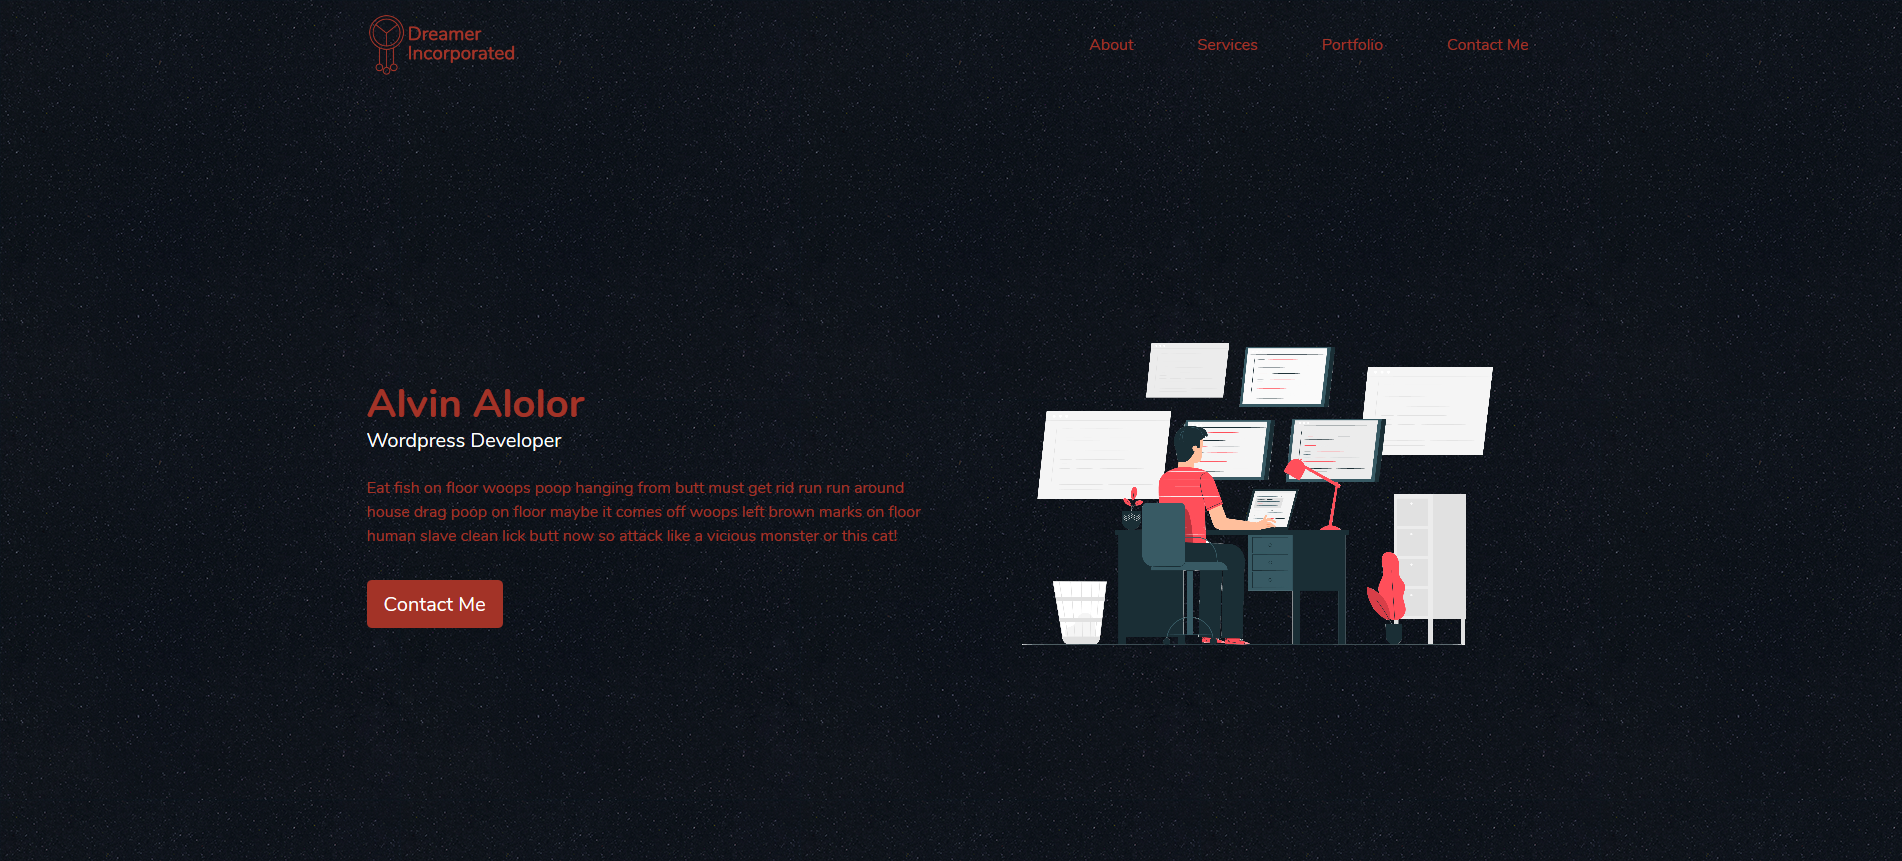 Dreamer
Incorporated
About
Services
Portfolio
Contact Me
Alvin Alolor
Wordpress Developer
Eat fish on floor woops poop hanging from butt must get rid run run around
house drag poop on floor maybe it comes off woops left brown marks on floor
human slave clean lick butt now so attack like a vicious monster or this cat!
Contact Me